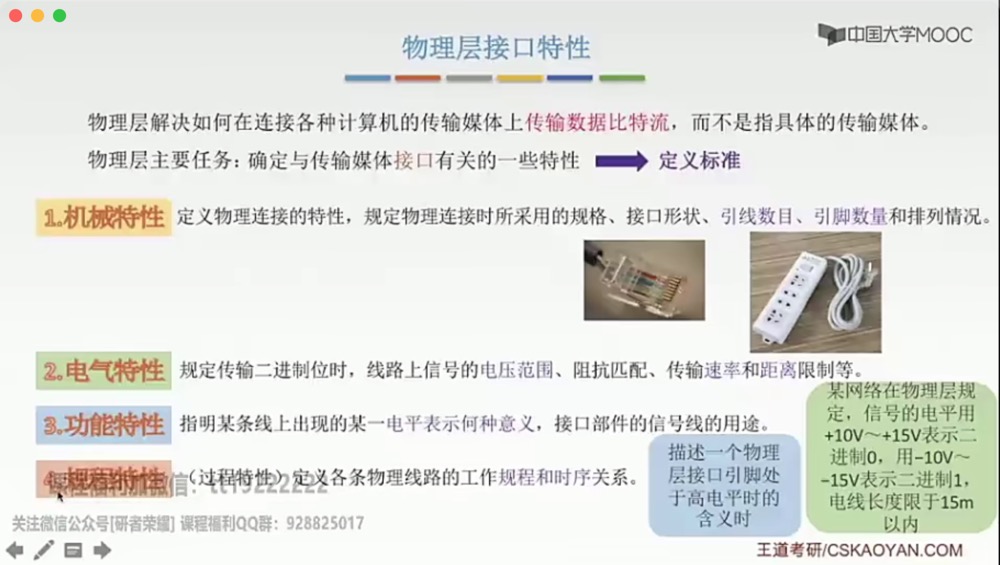 中国大学MOOC
物理层接口特性
物理层解决如何在连接各种计算机的传输媒体上传输数据比特流，而不是指具体的传输媒体。
物理层主要任务：确定与传输媒体接口有关的一些特性 定义标准
1.机械特性 定义物理连接的特性，规定物理连接时所采用的规格、接口形状、引线数目、引脚数量和排列情况。
2.电气特性 规定传输二进制位时，线路上信号的电压范围、阻抗匹配、传输速率和距离限制等。
3.功能特性 指明某条线上出现的某一电平表示何种意义，接口部件的信号线的用途。
4.规程特性 （过程特性）定义各条物理线路的工作规程和时序关系。
描述一个物理
层接口引脚处
于高电平时的
含义时
某网络在物理层规
定，信号的电平用
+10V～+15V表示二
进制0，用-10V～
-15V表示二进制1，
电线长度限于15m
以内
关注微信公众号[研者荣耀] 课程福利QQ群：928825017
王道考研/CSKAOYAN.COM